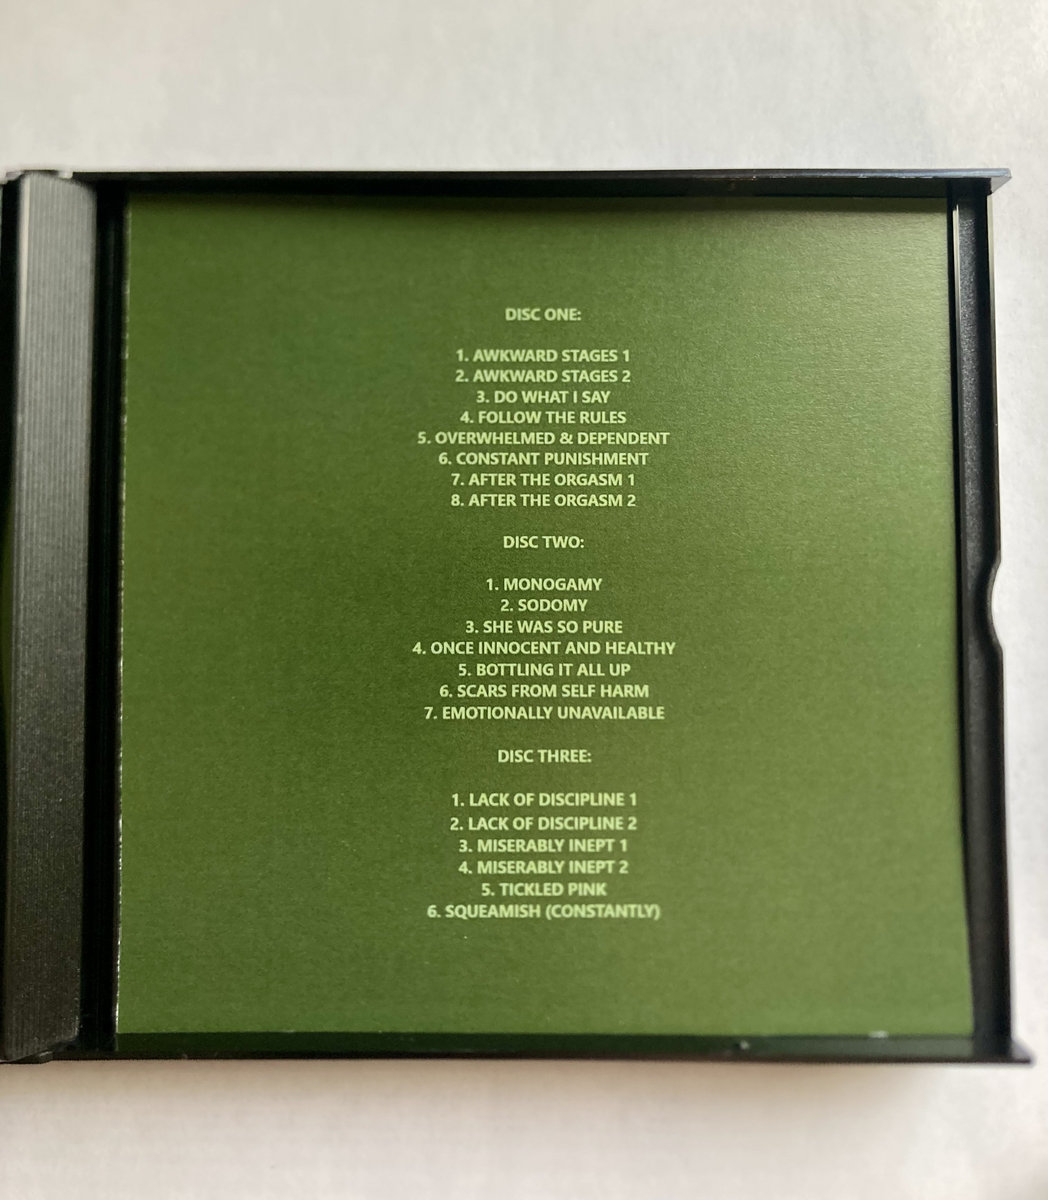 DISC ONE:
1. AWKWARD STAGES 1
2. AWKWARD STAGES 2
3. DO WHAT I SAY
4. FOLLOW THE RULES
5. OVERWHELMED & DEPENDENT
6. CONSTANT PUNISHMENT
7. AFTER THE ORGASM 1
8. AFTER THE ORGASM 2
DISC TWO:
1. MONOGAMY
2. SODOMY
3. SHE WAS SO PURE
4. ONCE INNOCENT AND HEALTHY
5. BOTTLING IT ALL UP
6. SCARS FROM SELF HARM
7. EMOTIONALLY UNAVAILABLE
DISC THREE:
1. LACK OF DISCIPLINE 1
2. LACK OF DISCIPLINE 2
3. MISERABLY INEPT 1
4. MISERABLY INEPT 2
5. TICKLED PINK
6. SQUEAMISH (CONSTANTLY)